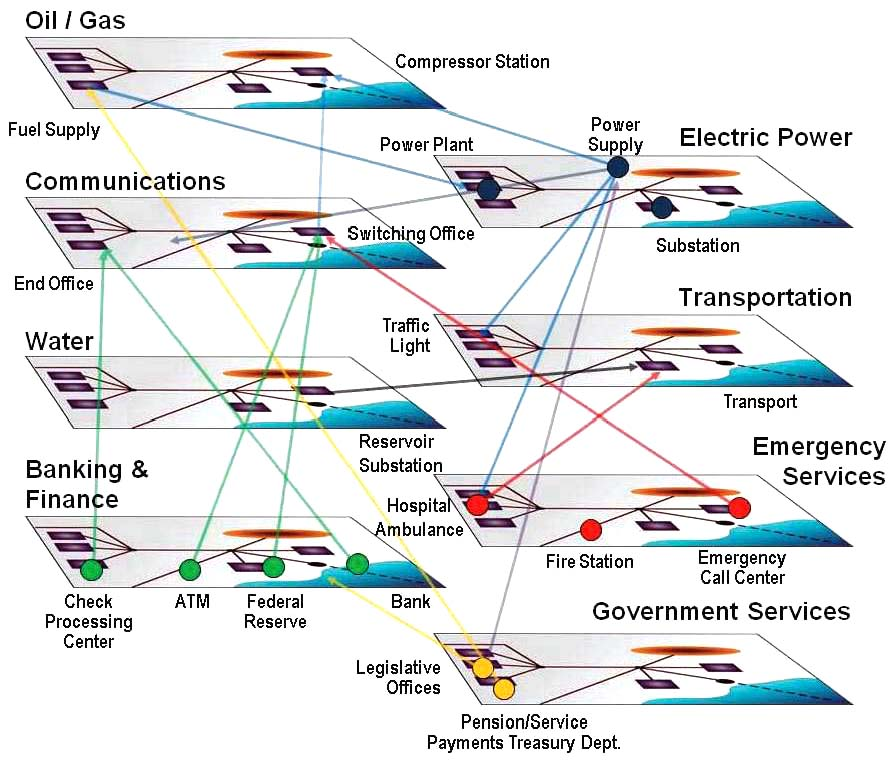 Oil / Gas
Compressor Station
Fuel Supply
Power
Supply
Electric Power
Power Plant
Substation
Communications
Switching Office
End Office
Transportation
Traffic
Light
Transport
Water
Reservoir
Substation
Emergency
Services
Hospital
Ambulance
Fire Station
Emergency
Call Center
Banking &
Finance
Check
Processing
Center
ATM
Federal
Reserve
Bank
Government Services
Legislative
Offices
Pension/Service
Payments Treasury Dept.